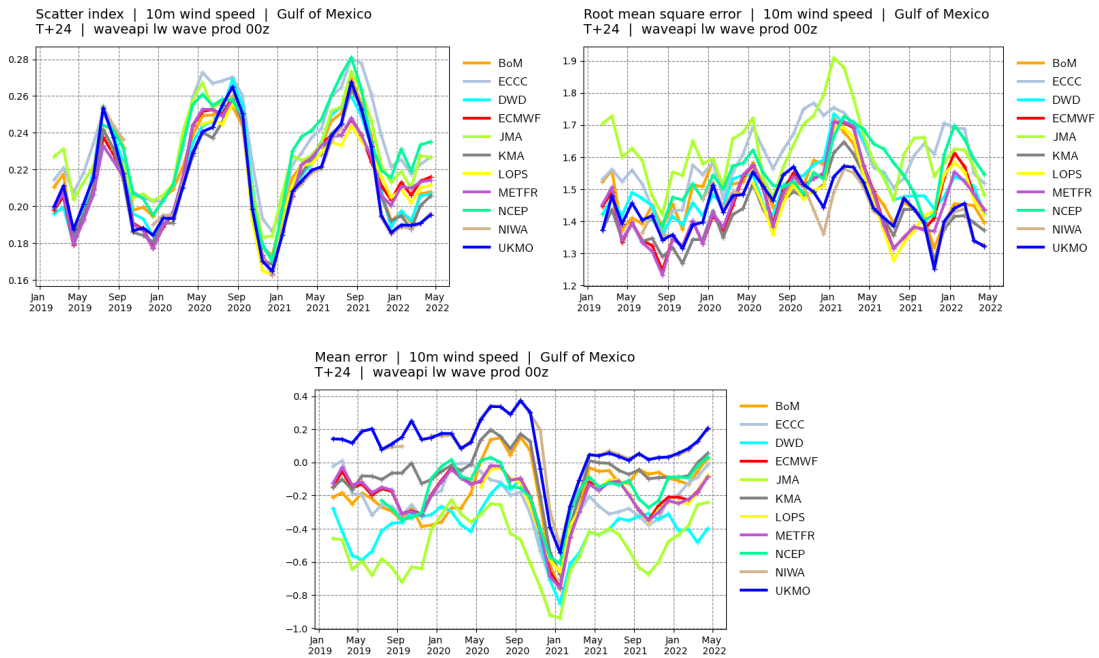 Scatter index | 10m wind speed | Gulf of Mexico
T+24 | waveapi lw wave prod 00z
0.28
0.26
0.24
0.22
0.20
0.18
0.16
Jan 2019
May 2019
Sep 2019
Jan 2020
May 2020
Sep 2020
Jan 2021
May 2021
Sep 2021
Jan 2022
May 2022
BoM
ECCC
DWD
ECMWF
JMA
KMA
LOPS
METFR
NCEP
NIWA
UKMO
Root mean square error | 10m wind speed | Gulf of Mexico
T+24 | waveapi lw wave prod 00z
1.9
1.8
1.7
1.6
1.5
1.4
1.3
1.2
Jan 2019
May 2019
Sep 2019
Jan 2020
May 2020
Sep 2020
Jan 2021
May 2021
Sep 2021
Jan 2022
May 2022
BoM
ECCC
DWD
ECMWF
JMA
KMA
LOPS
METFR
NCEP
NIWA
UKMO
Mean error | 10m wind speed | Gulf of Mexico
T+24 | waveapi lw wave prod 00z
0.4
0.2
0.0
−0.2
−0.4
−0.6
−0.8
−1.0
Jan 2019
May 2019
Sep 2019
Jan 2020
May 2020
Sep 2020
Jan 2021
May 2021
Sep 2021
Jan 2022
May 2022
BoM
ECCC
DWD
ECMWF
JMA
KMA
LOPS
METFR
NCEP
NIWA
UKMO